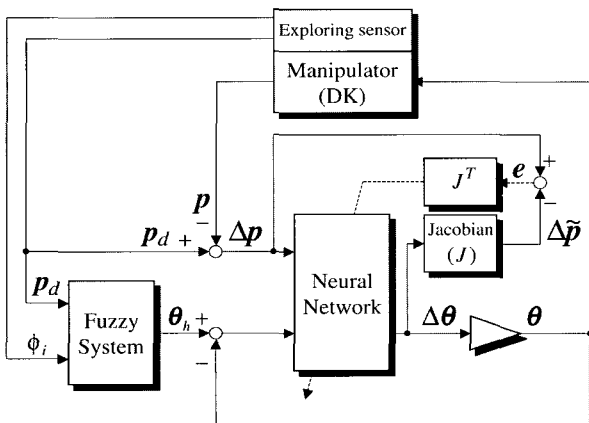 Exploring sensor
Manipulator
(DK)
p
−
p_d + Δp
+
e
−
J^T
Jacobian
(J)
Δp̃
Neural
Network
p_d
Fuzzy
System
ϕ_i
θ_h +
−
Δθ
θ